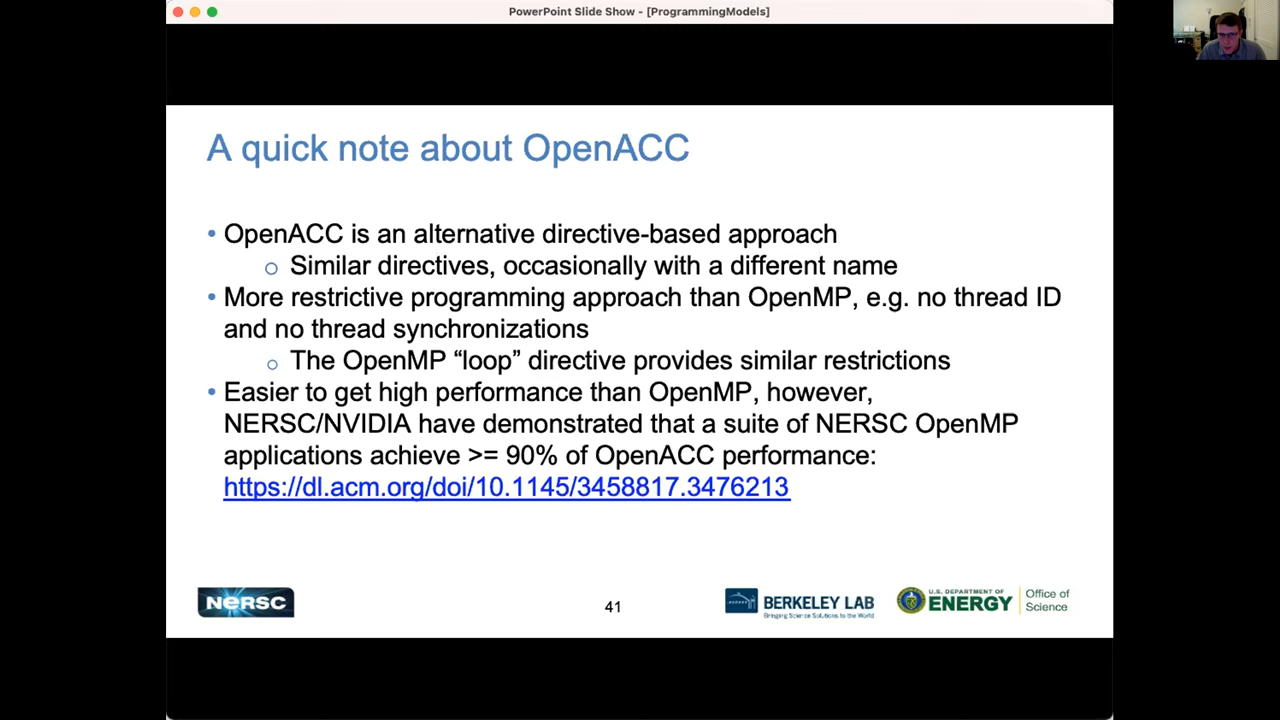 PowerPoint Slide Show - [ProgrammingModels]
A quick note about OpenACC
• OpenACC is an alternative directive-based approach
○ Similar directives, occasionally with a different name
• More restrictive programming approach than OpenMP, e.g. no thread ID
and no thread synchronizations
○ The OpenMP “loop” directive provides similar restrictions
• Easier to get high performance than OpenMP, however,
NERSC/NVIDIA have demonstrated that a suite of NERSC OpenMP
applications achieve >= 90% of OpenACC performance:
https://dl.acm.org/doi/10.1145/3458817.3476213
NERSC
41
BERKELEY LAB
Bringing Science Solutions to the World
U.S. DEPARTMENT OF
ENERGY
Office of
Science